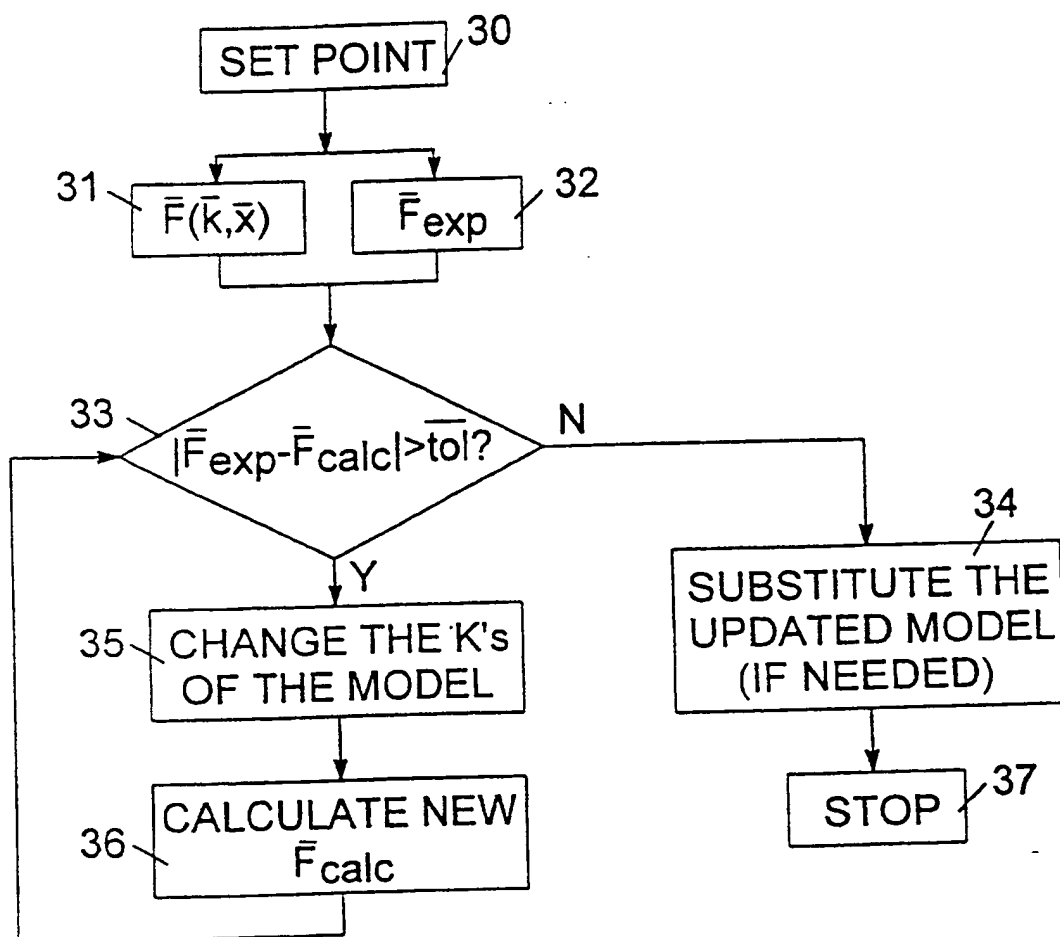 SET POINT
30
31
F̄(k̄,x̄)
F̄exp
32
33
|F̄exp-F̄calc|>t̅o̅l̅?
N
Y
34
SUBSTITUTE THE
UPDATED MODEL
(IF NEEDED)
35
CHANGE THE K's
OF THE MODEL
36
CALCULATE NEW
F̄calc
STOP
37